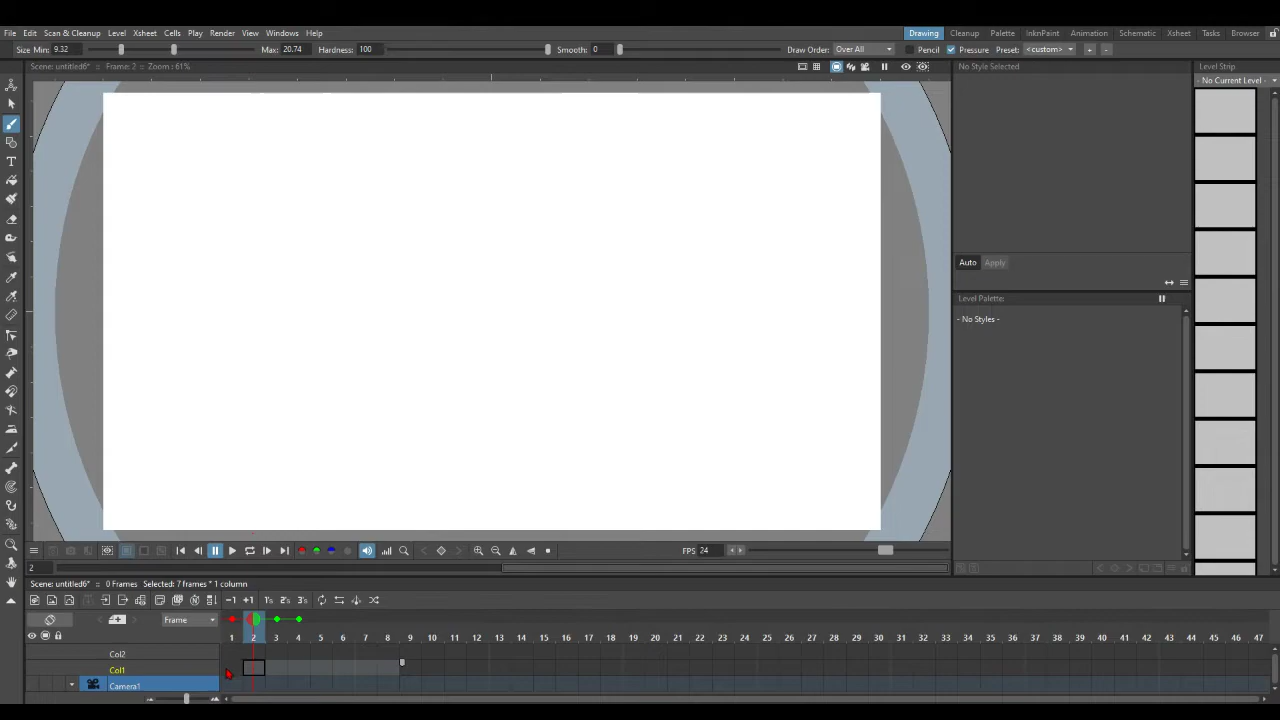 File Edit Scan & Cleanup Level Xsheet Cells Play Render View Windows Help
Drawing Cleanup Palette InknPaint Animation Schematic Xsheet Tasks Browser
Size Min: 9.32 Max: 20.74 Hardness: 100 Smooth: 0 Draw Order: Over All Pencil Pressure Preset: <custom> + -
Scene: untitled6* :: Frame: 2 :: Zoom : 61%
No Style Selected
Level Strip
- No Current Level -
Auto Apply
Level Palette:
- No Styles -
FPS 24
2
Scene: untitled6* :: 0 Frames Selected: 7 frames * 1 column
-1 +1 1's 2's 3's
Frame
1 2 3 4 5 6 7 8 9 10 11 12 13 14 15 16 17 18 19 20 21 22 23 24 25 26 27 28 29 30 31 32 33 34 35 36 37 38 39 40 41 42 43 44 45 46 47
Col2
Col1
Camera1